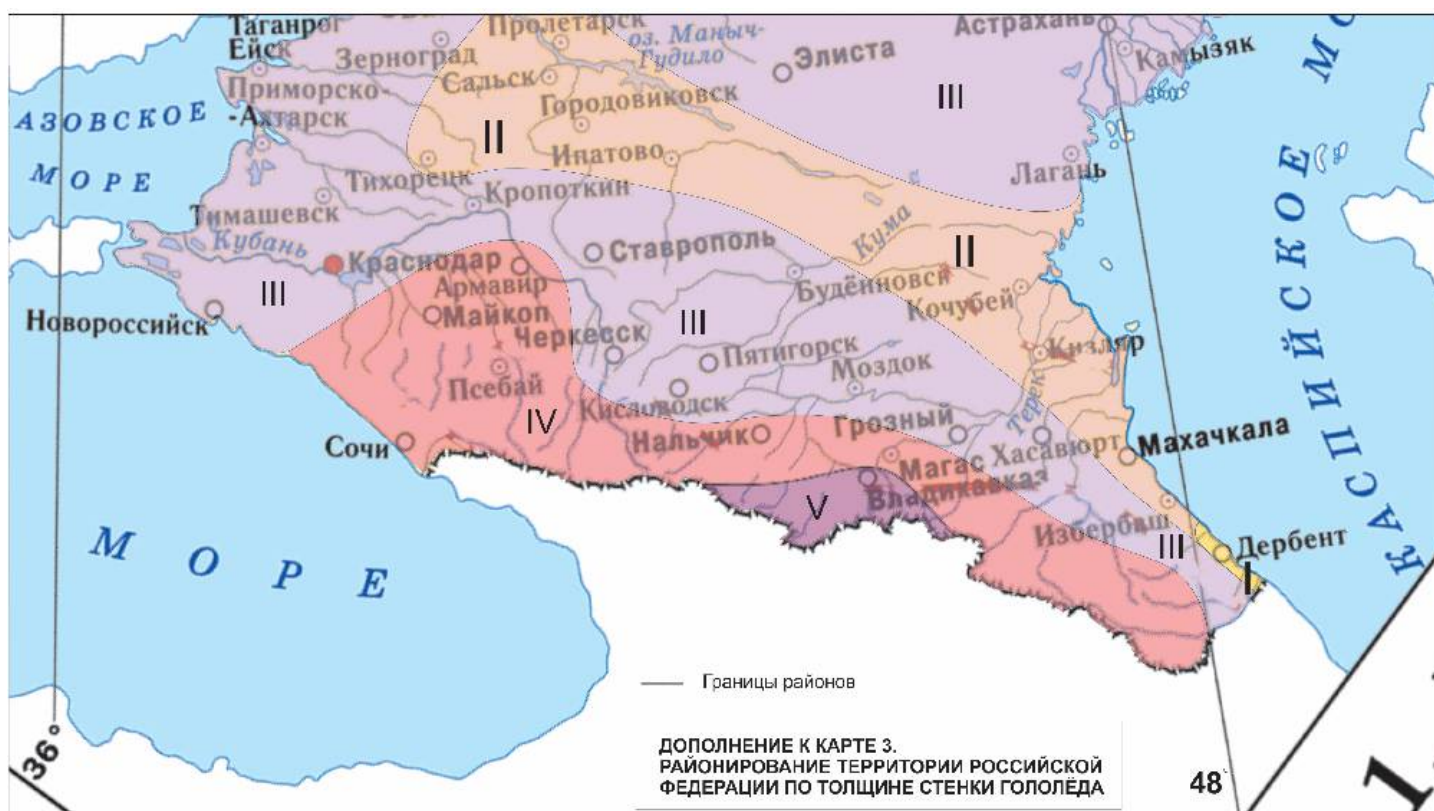 Таганрог
Ейск
Зерноград
Пролетарск
оз. Маныч-
Гудило
Элиста
Астрахань
Камызяк
Приморско-
-Ахтарск
Сальск
Городовиковск
III
АЗОВСКОЕ
МОРЕ
II
Ипатово
Лагань
Тихорецк
Кропоткин
Тимашевск
Кубань
Ставрополь
Кума
II
Краснодар
Армавир
Будённовск
Кочубей
III
Новороссийск
Майкоп
Черкесск
III
Пятигорск
Моздок
Кизляр
Псебай
Кисловодск
IV
Терек
Сочи
Нальчик
Грозный
Хасавюрт
Махачкала
Магас
Владикавказ
V
Избербаш
III
Дербент
I
КАСПИЙСКОЕ МО
МОРЕ
Границы районов
ДОПОЛНЕНИЕ К КАРТЕ 3.
РАЙОНИРОВАНИЕ ТЕРРИТОРИИ РОССИЙСКОЙ
ФЕДЕРАЦИИ ПО ТОЛЩИНЕ СТЕНКИ ГОЛОЛЁДА
36°
48